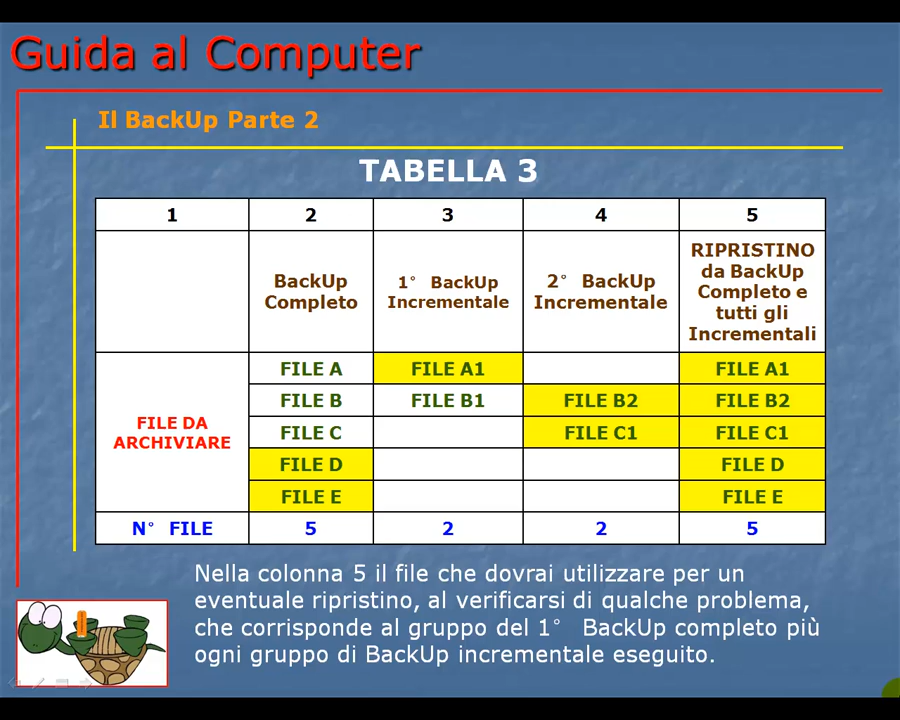 Guida al Computer
Il BackUp Parte 2
TABELLA 3
1 2 3 4 5
BackUp Completo 1° BackUp Incrementale 2° BackUp Incrementale RIPRISTINO da BackUp Completo e tutti gli Incrementali
FILE DA ARCHIVIARE
FILE A FILE A1 FILE A1
FILE B FILE B1 FILE B2 FILE B2
FILE C FILE C1 FILE C1
FILE D FILE D
FILE E FILE E
N° FILE 5 2 2 5
Nella colonna 5 il file che dovrai utilizzare per un
eventuale ripristino, al verificarsi di qualche problema,
che corrisponde al gruppo del 1° BackUp completo più
ogni gruppo di BackUp incrementale eseguito.